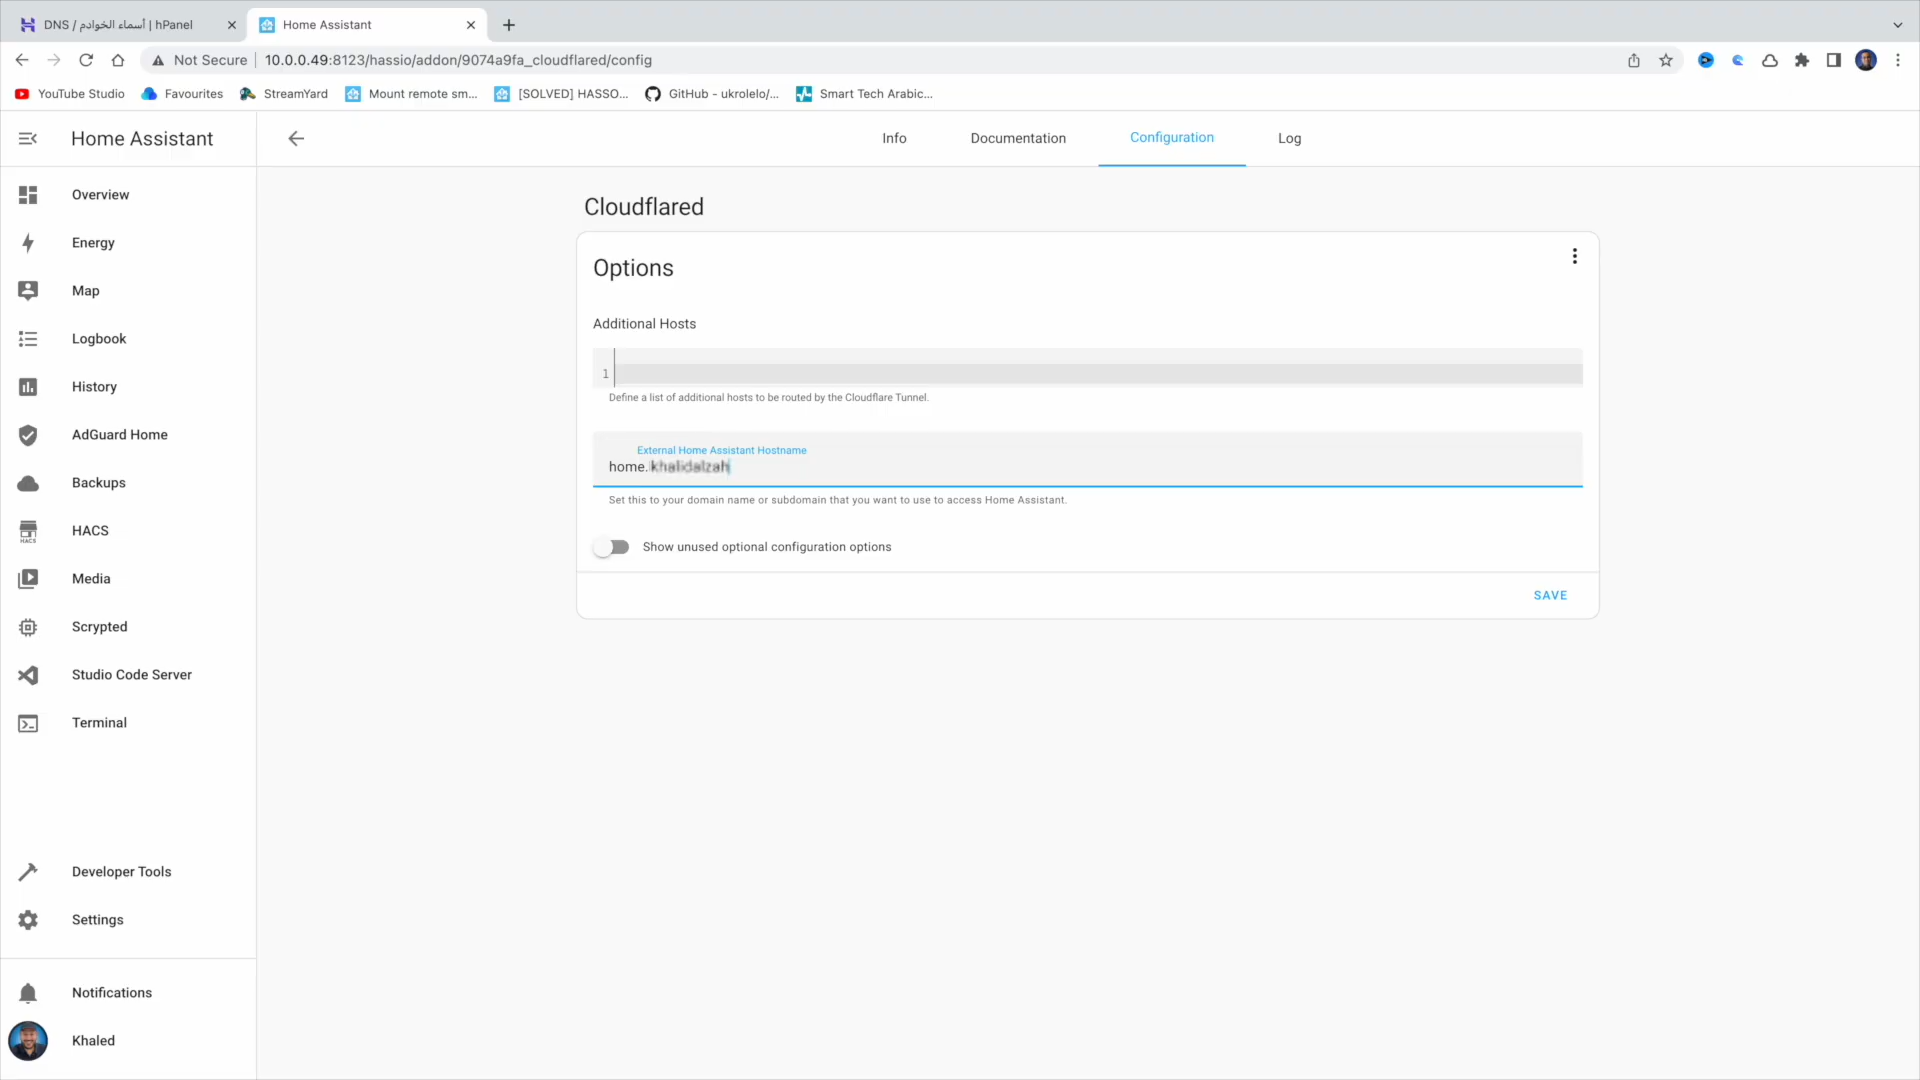 DNS / أسماء الخوادم | hPanel
Home Assistant
Not Secure
10.0.0.49:8123/hassio/addon/9074a9fa_cloudflared/config
YouTube Studio
Favourites
StreamYard
Mount remote sm...
[SOLVED] HASSO...
GitHub - ukrolelo/...
Smart Tech Arabic...
Home Assistant
Info
Documentation
Configuration
Log
Overview
Energy
Map
Logbook
History
AdGuard Home
Backups
HACS
HACS
Media
Scrypted
Studio Code Server
Terminal
Developer Tools
Settings
Notifications
Khaled
Cloudflared
Options
Additional Hosts
1
Define a list of additional hosts to be routed by the Cloudflare Tunnel.
External Home Assistant Hostname
home.
Set this to your domain name or subdomain that you want to use to access Home Assistant.
Show unused optional configuration options
SAVE